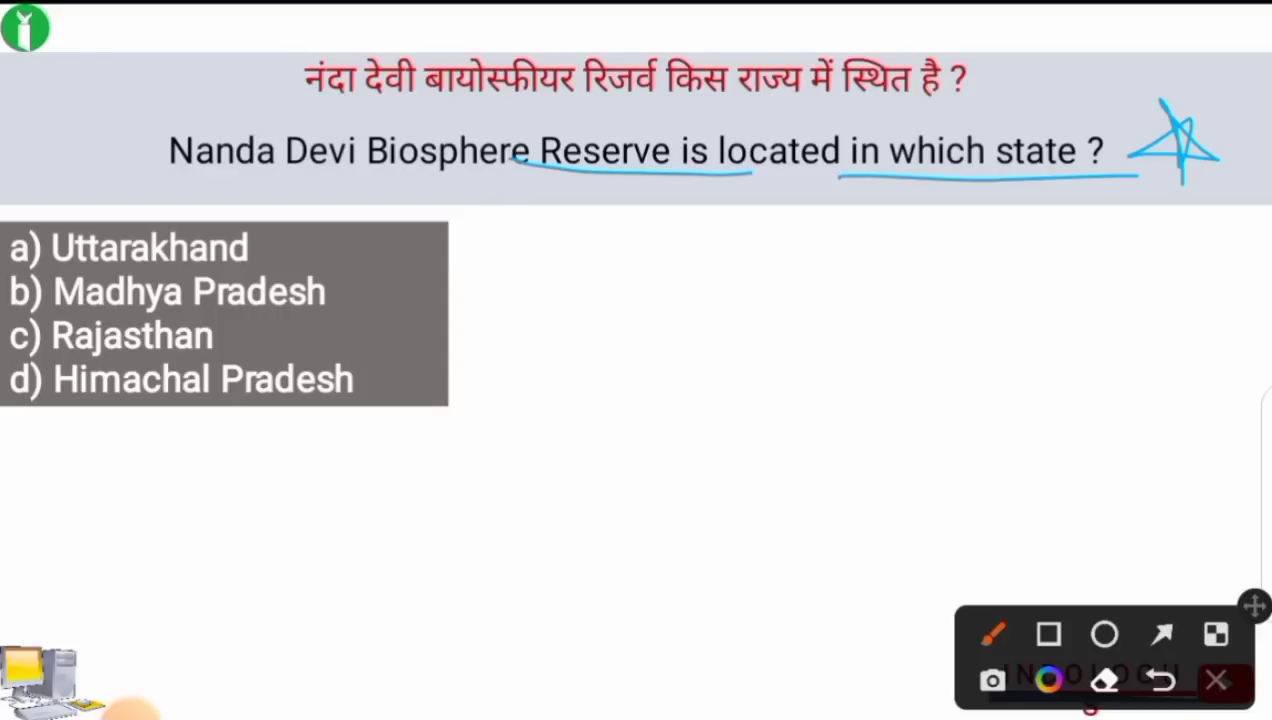 नंदा देवी बायोस्फीयर रिजर्व किस राज्य में स्थित है ?
Nanda Devi Biosphere Reserve is located in which state ?
a) Uttarakhand
b) Madhya Pradesh
c) Rajasthan
d) Himachal Pradesh